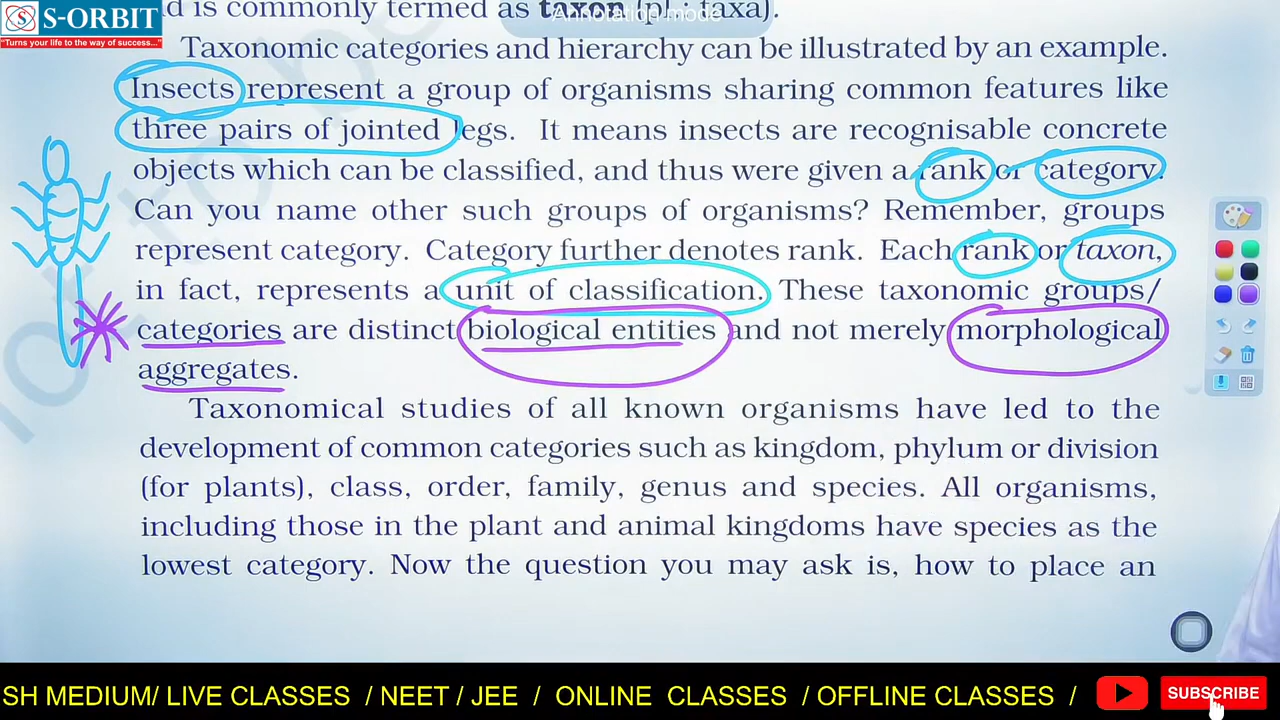 S-ORBIT
"Turns your life to the way of success..."
is commonly termed as taxon (pl.: taxa).
Annotation mode
Taxonomic categories and hierarchy can be illustrated by an example.
Insects represent a group of organisms sharing common features like
three pairs of jointed legs. It means insects are recognisable concrete
objects which can be classified, and thus were given a rank or category.
Can you name other such groups of organisms? Remember, groups
represent category. Category further denotes rank. Each rank or taxon,
in fact, represents a unit of classification. These taxonomic groups/
categories are distinct biological entities and not merely morphological
aggregates.
Taxonomical studies of all known organisms have led to the
development of common categories such as kingdom, phylum or division
(for plants), class, order, family, genus and species. All organisms,
including those in the plant and animal kingdoms have species as the
lowest category. Now the question you may ask is, how to place an
SH MEDIUM/ LIVE CLASSES / NEET / JEE / ONLINE CLASSES / OFFLINE CLASSES /
SUBSCRIBE